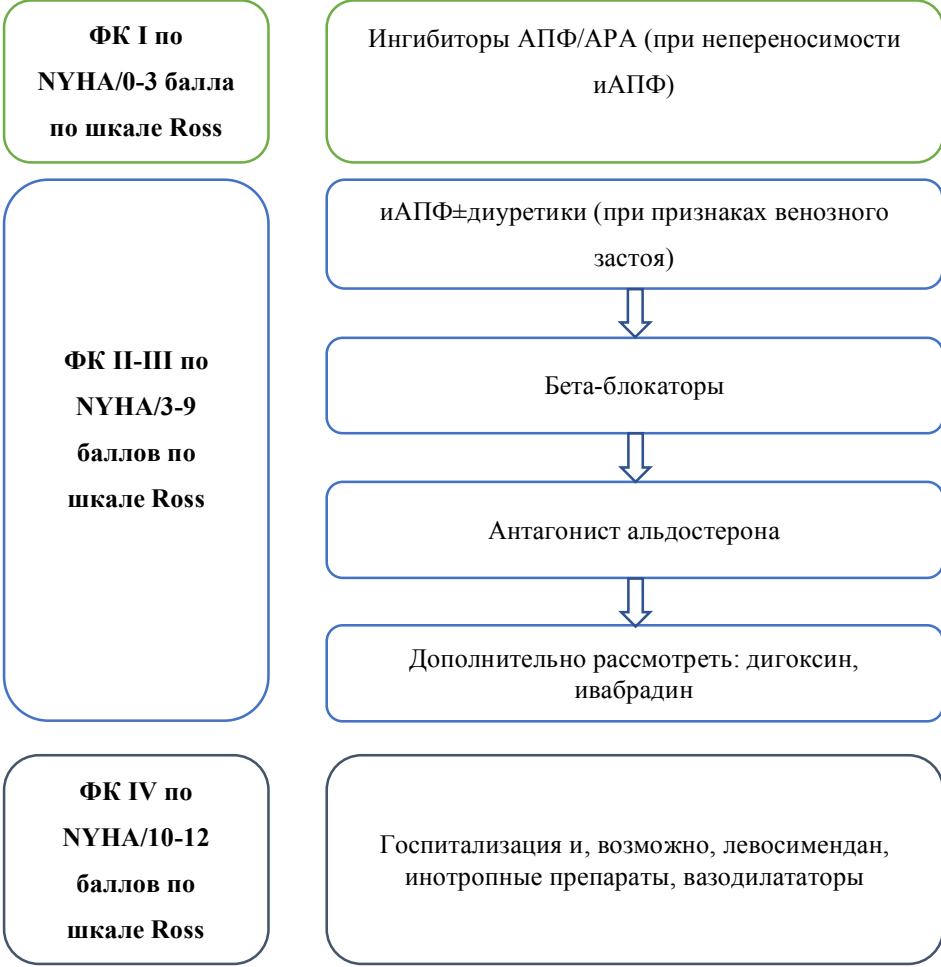 ФК I по
NYHA/0-3 балла
по шкале Ross
Ингибиторы АПФ/АРА (при непереносимости
иАПФ)
ФК II-III по
NYHA/3-9
баллов по
шкале Ross
иАПФ±диуретики (при признаках венозного
застоя)
Бета-блокаторы
Антагонист альдостерона
Дополнительно рассмотреть: дигоксин,
ивабрадин
ФК IV по
NYHA/10-12
баллов по
шкале Ross
Госпитализация и, возможно, левосимендан,
инотропные препараты, вазодилататоры